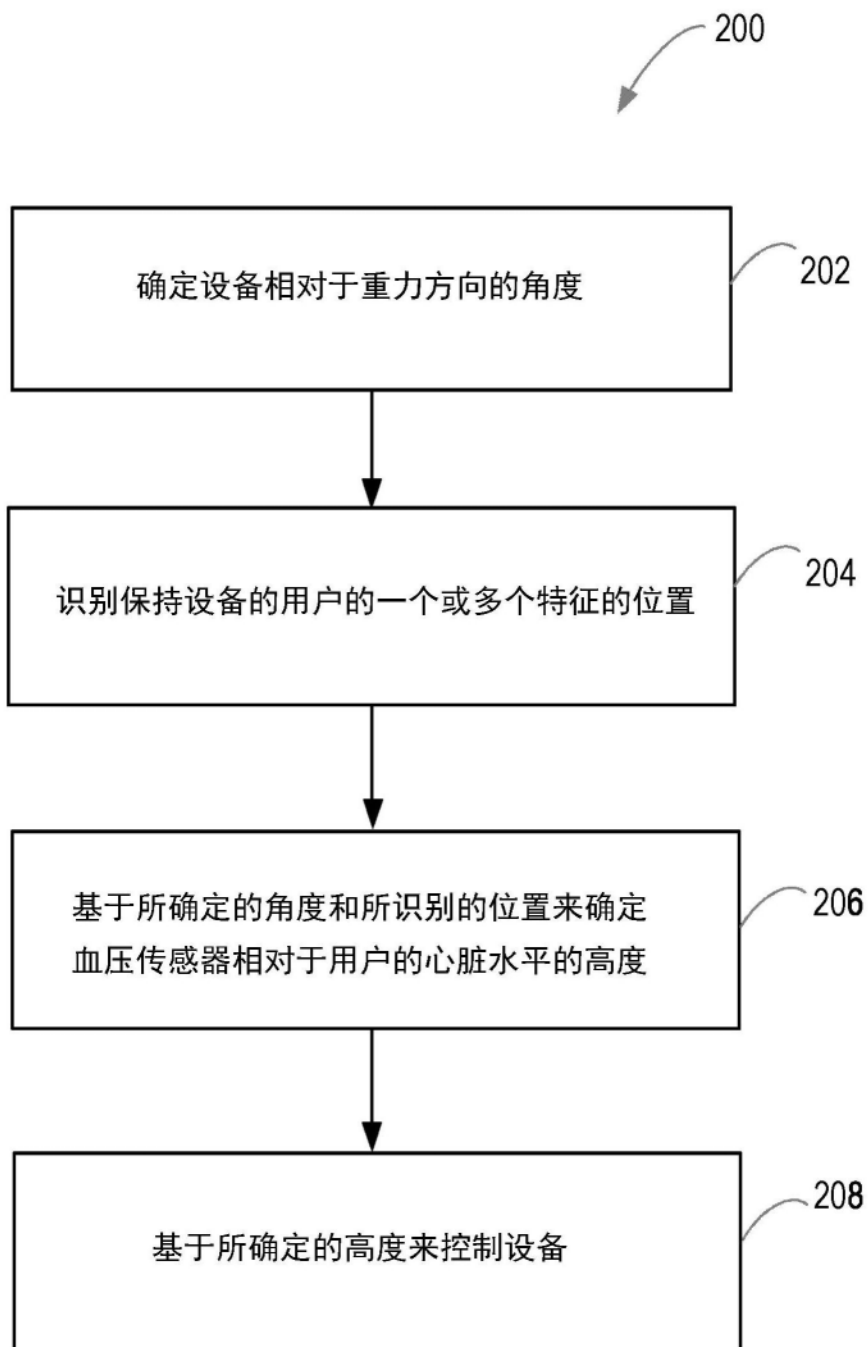 200
确定设备相对于重力方向的角度
202
识别保持设备的用户的一个或多个特征的位置
204
基于所确定的角度和所识别的位置来确定
血压传感器相对于用户的心脏水平的高度
206
基于所确定的高度来控制设备
208